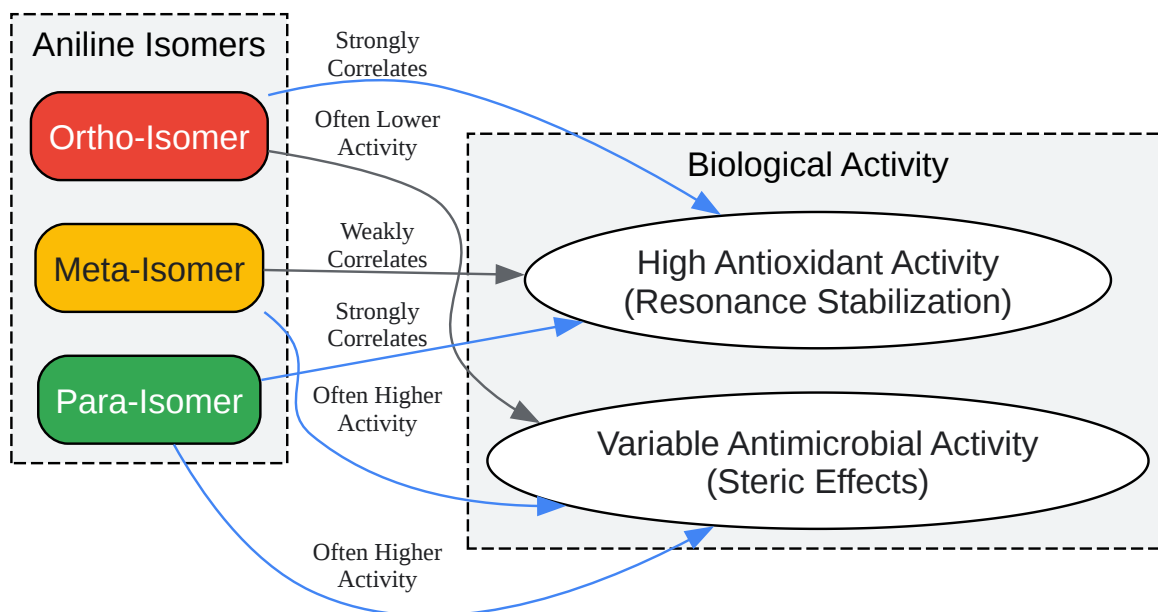 Aniline Isomers
Ortho-Isomer
Meta-Isomer
Para-Isomer
Strongly
Correlates
Often Lower
Activity
Weakly
Correlates
Strongly
Correlates
Often Higher
Activity
Often Higher
Activity
Biological Activity
High Antioxidant Activity
(Resonance Stabilization)
Variable Antimicrobial Activity
(Steric Effects)